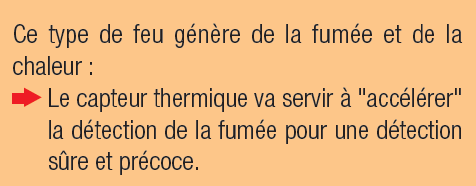 Ce type de feu génère de la fumée et de la
chaleur :
Le capteur thermique va servir à "accélérer"
la détection de la fumée pour une détection
sûre et précoce.